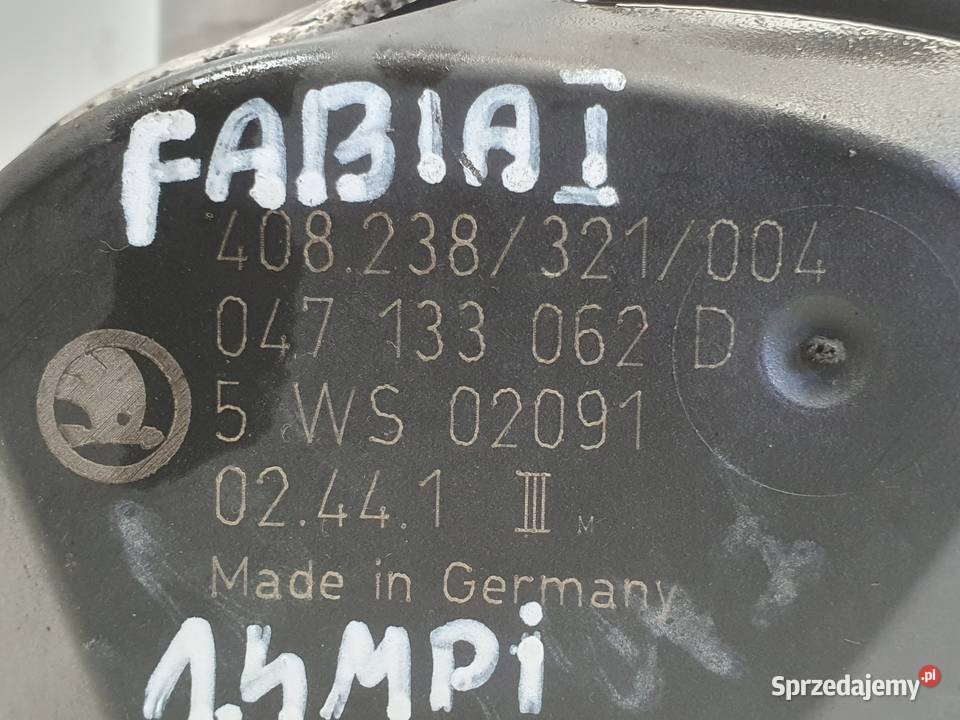 FABIA I
408.238/321/004
047 133 062 D
5 WS 02091
02.44.1 III M
Made in Germany
1.4MPi
Sprzedajemy.pl